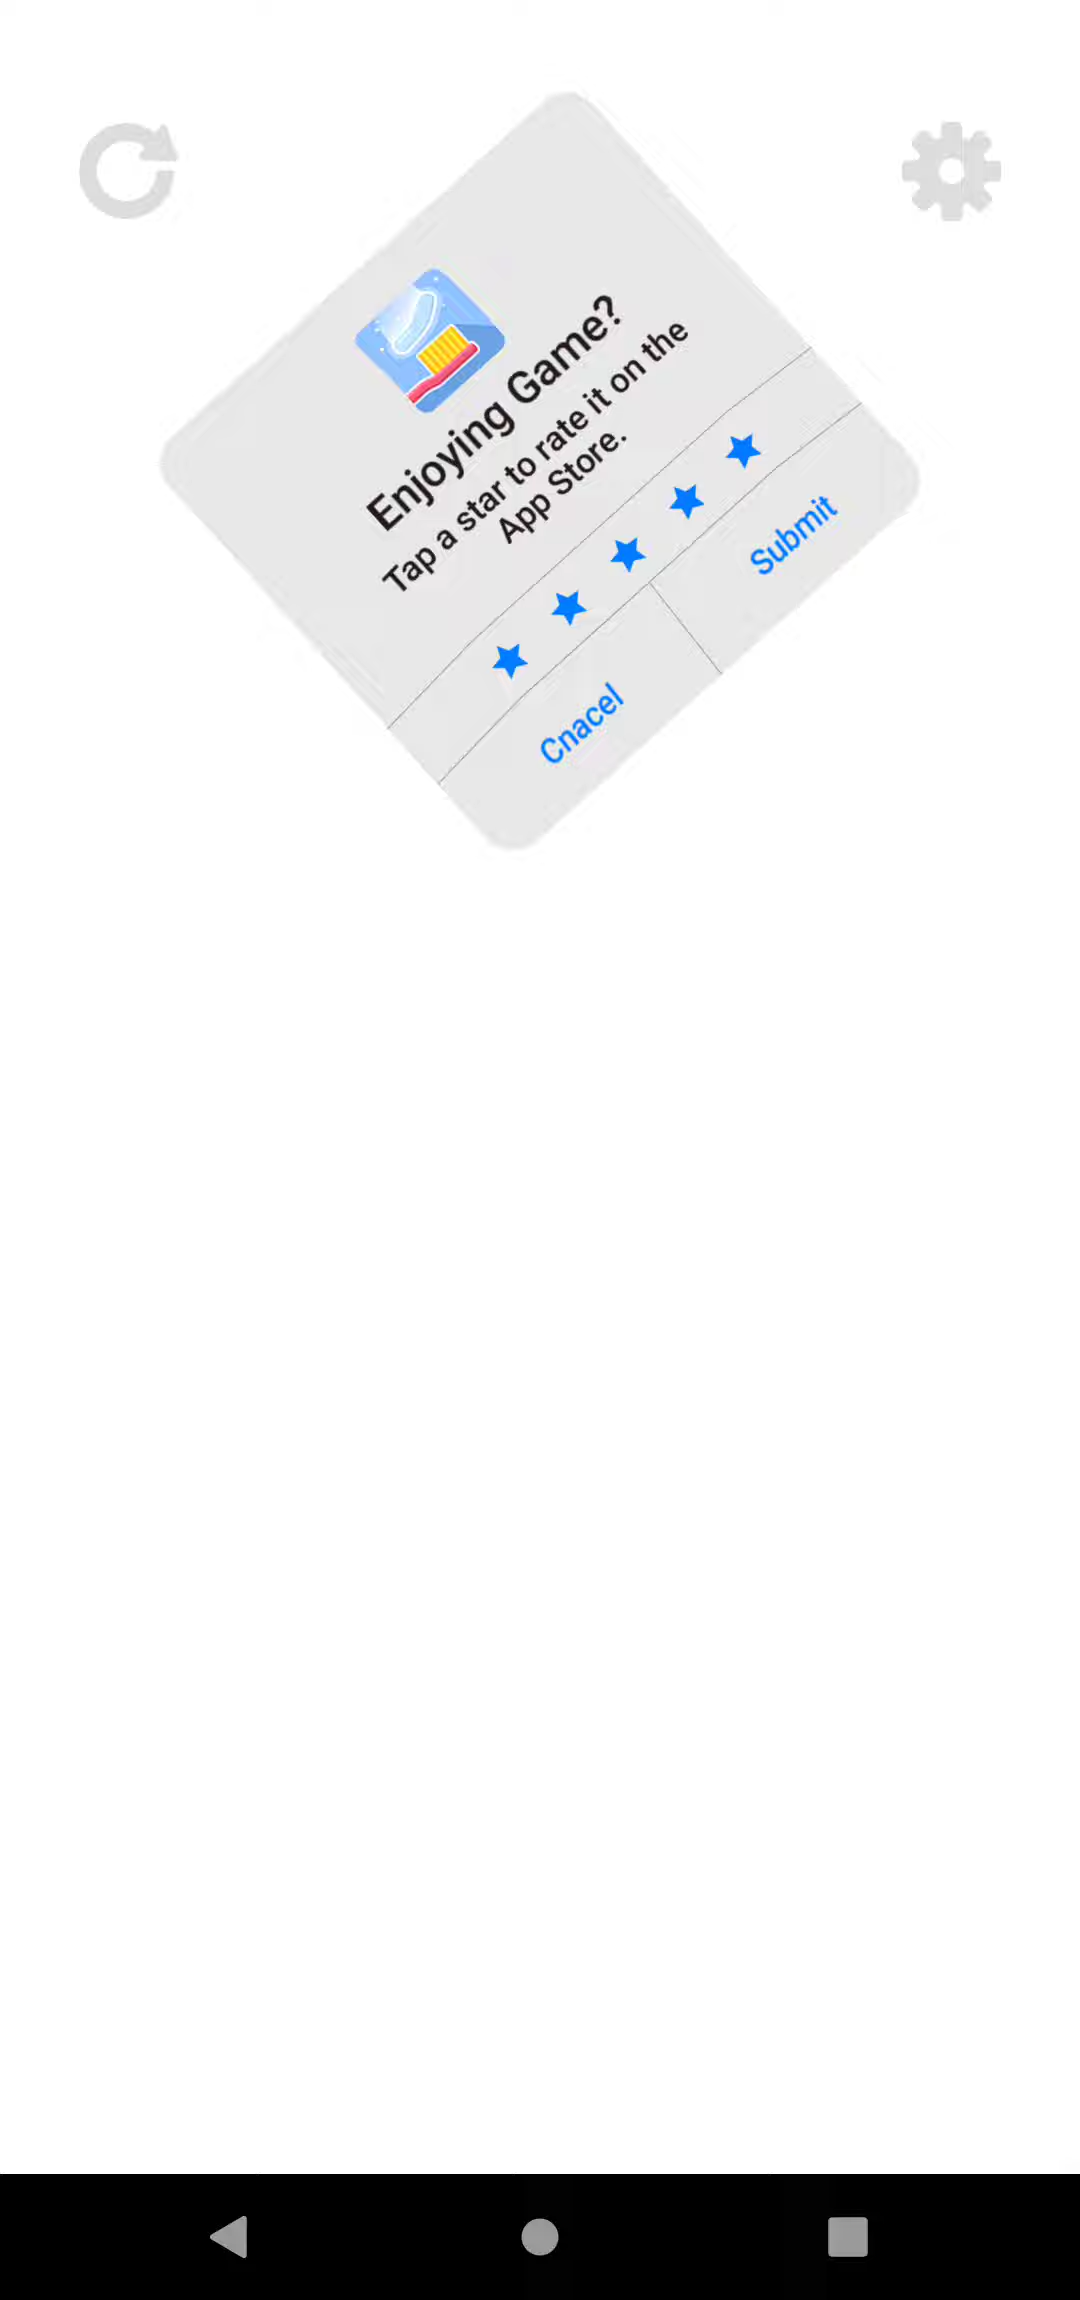 Enjoying Game?
Tap a star to rate it on the
App Store.
Cnacel
Submit